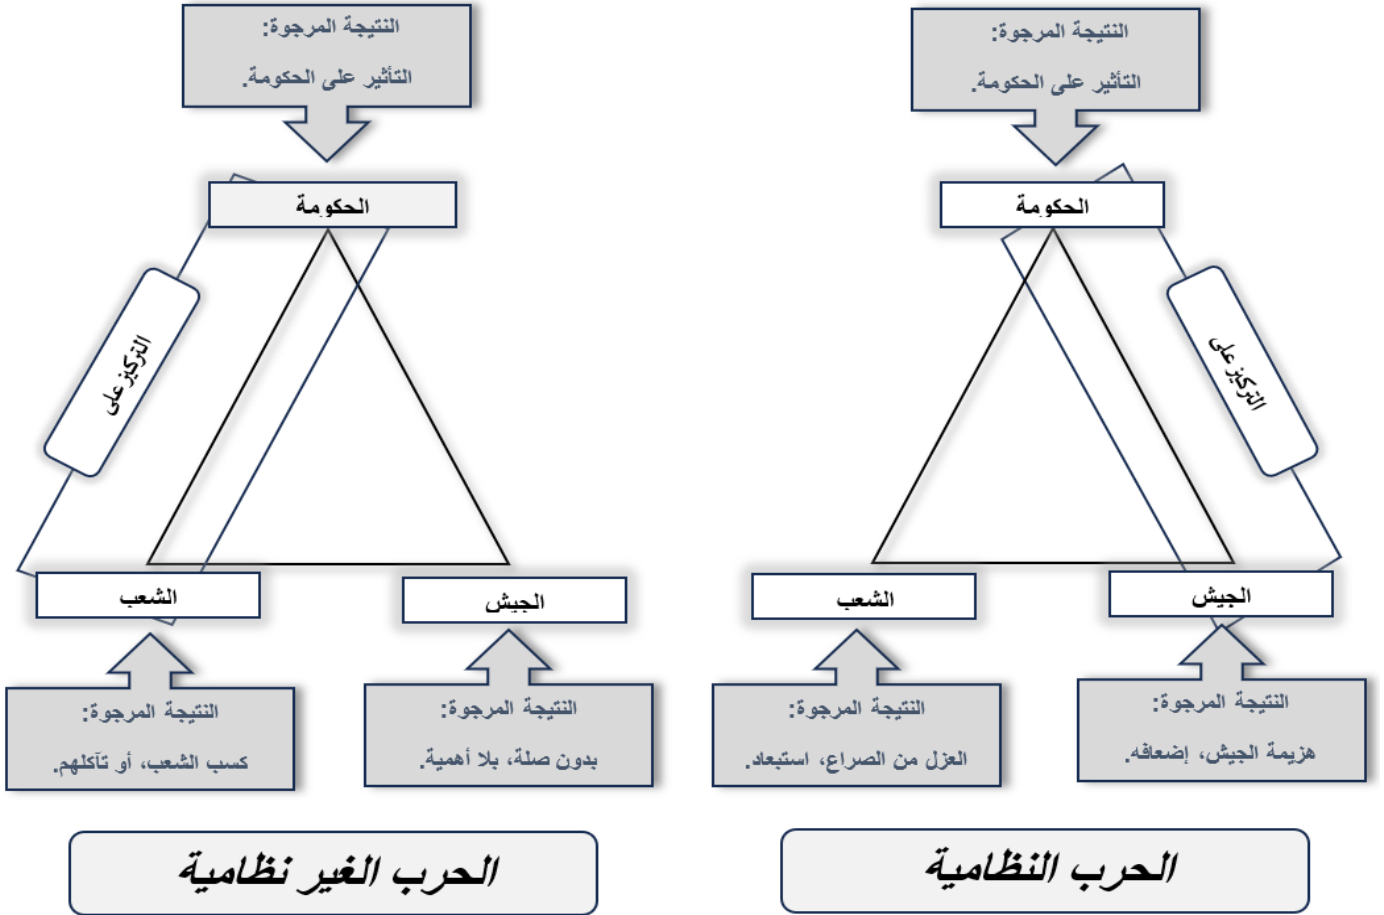 النتيجة المرجوة:
التأثير على الحكومة.
الحكومة
التركيز على
الشعب
الجيش
النتيجة المرجوة:
العزل من الصراع، استبعاد.
النتيجة المرجوة:
هزيمة الجيش، إضعافه.
الحرب النظامية
النتيجة المرجوة:
التأثير على الحكومة.
الحكومة
التركيز على
الشعب
الجيش
النتيجة المرجوة:
كسب الشعب، أو تآكلهم.
النتيجة المرجوة:
بدون صلة، بلا أهمية.
الحرب الغير نظامية